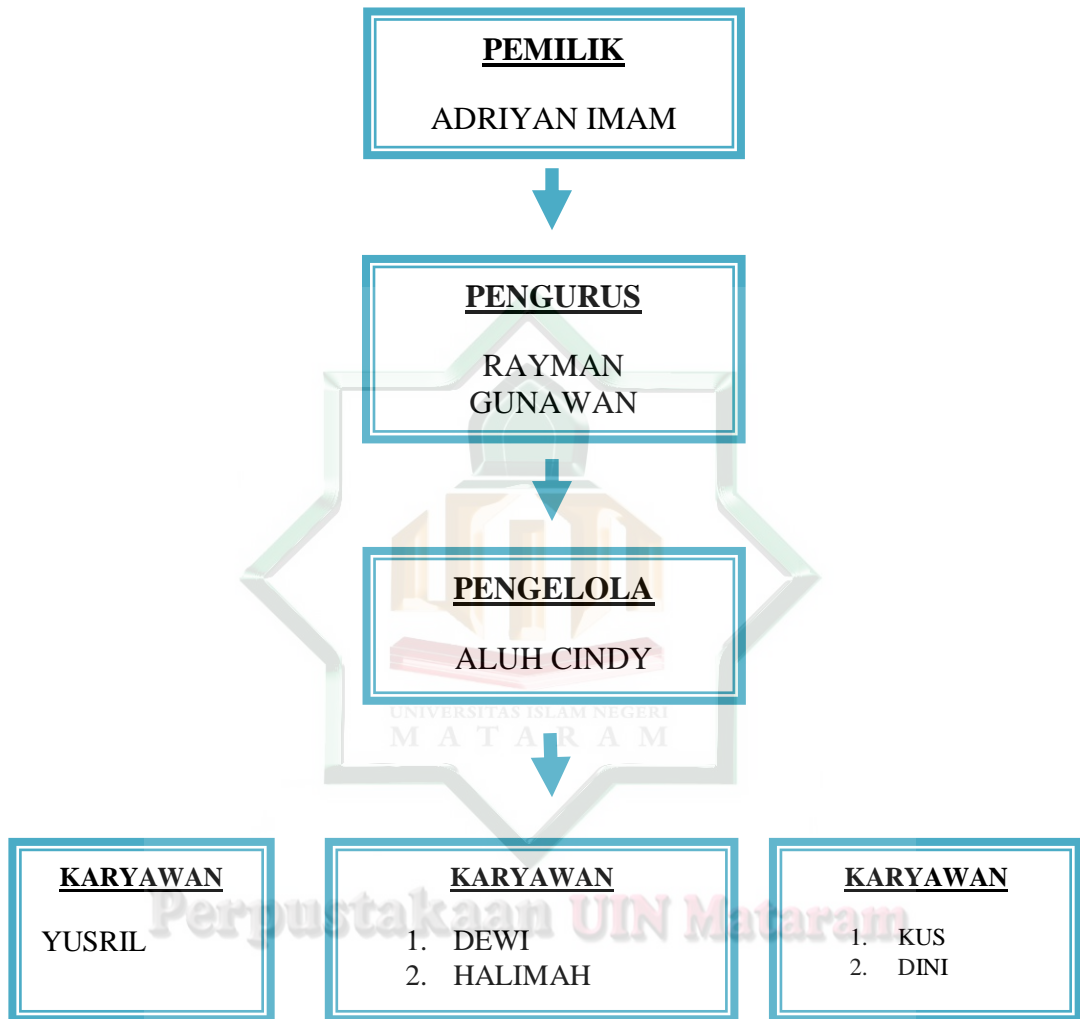 PEMILIK
ADRIYAN IMAM
PENGURUS
RAYMAN
GUNAWAN
PENGELOLA
ALUH CINDY
UNIVERSITAS ISLAM NEGERI
MATARAM
KARYAWAN
YUSRIL
KARYAWAN
1. DEWI
2. HALIMAH
KARYAWAN
1. KUS
2. DINI
Perpustakaan UIN Mataram